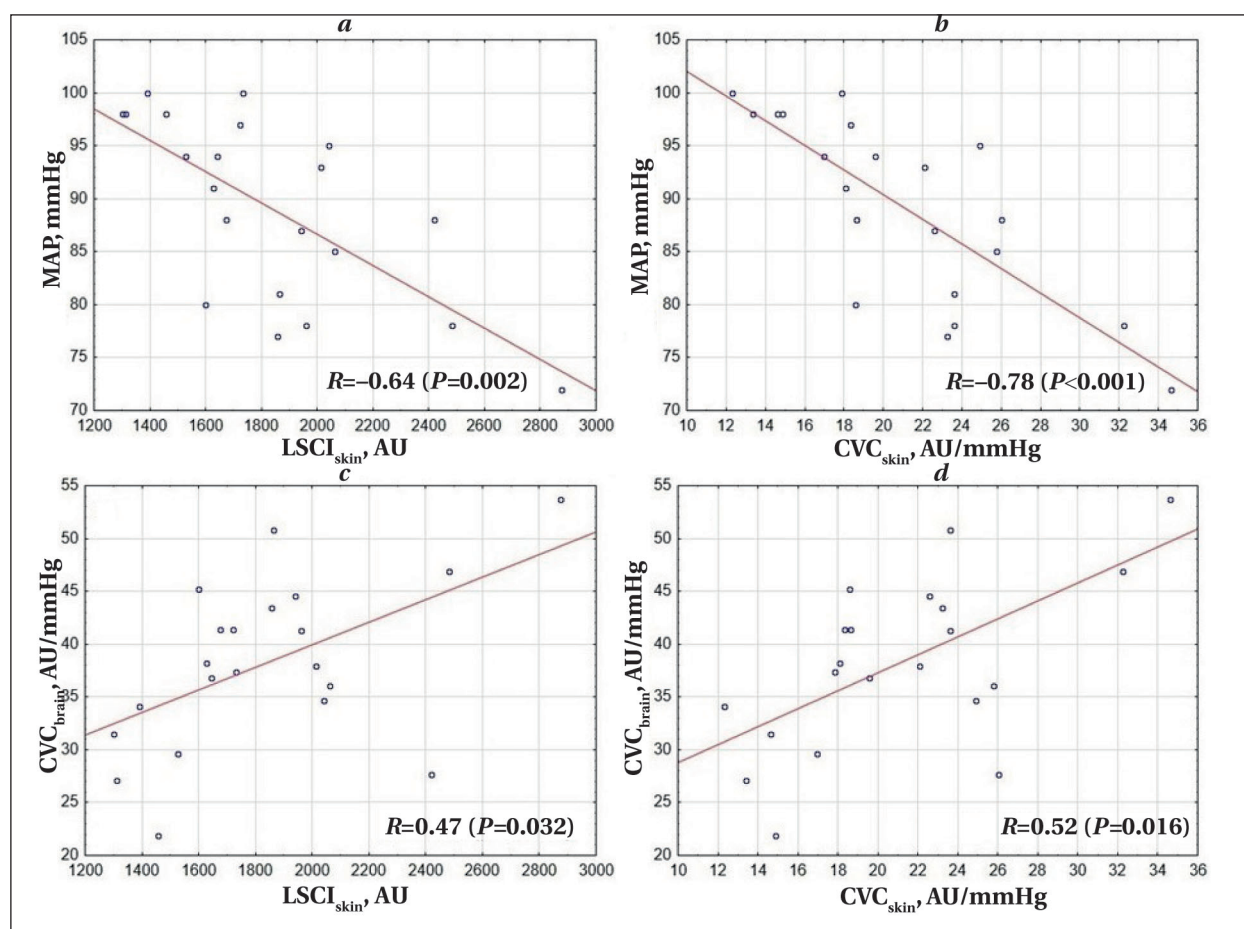 a
105
100
95
90
85
80
75
70
MAP, mmHg
R=–0.64 (P=0.002)
1200 1400 1600 1800 2000 2200 2400 2600 2800 3000
LSCIskin, AU
b
105
100
95
90
85
80
75
70
MAP, mmHg
R=–0.78 (P<0.001)
10 12 14 16 18 20 22 24 26 28 30 32 34 36
CVCskin, AU/mmHg
c
55
50
45
40
35
30
25
20
CVCbrain, AU/mmHg
R=0.47 (P=0.032)
1200 1400 1600 1800 2000 2200 2400 2600 2800 3000
LSCIskin, AU
d
55
50
45
40
35
30
25
20
CVCbrain, AU/mmHg
R=0.52 (P=0.016)
10 12 14 16 18 20 22 24 26 28 30 32 34 36
CVCskin, AU/mmHg